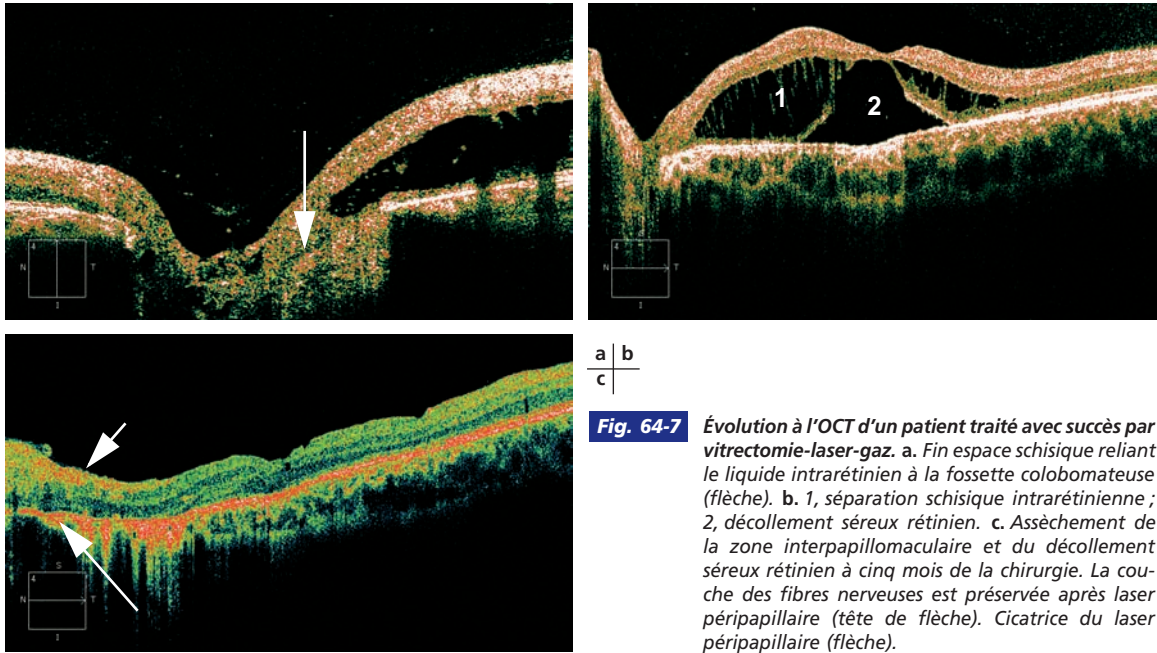 4
N T
I
1
2
4
S
N T
I
4
S
N T
I
a b
c
Fig. 64-7 Évolution à l'OCT d'un patient traité avec succès par
vitrectomie-laser-gaz. a. Fin espace schisique reliant
le liquide intrarétinien à la fossette colobomateuse
(flèche). b. 1, séparation schisique intrarétinienne ;
2, décollement séreux rétinien. c. Assèchement de
la zone interpapillomaculaire et du décollement
séreux rétinien à cinq mois de la chirurgie. La cou-
che des fibres nerveuses est préservée après laser
péripapillaire (tête de flèche). Cicatrice du laser
péripapillaire (flèche).